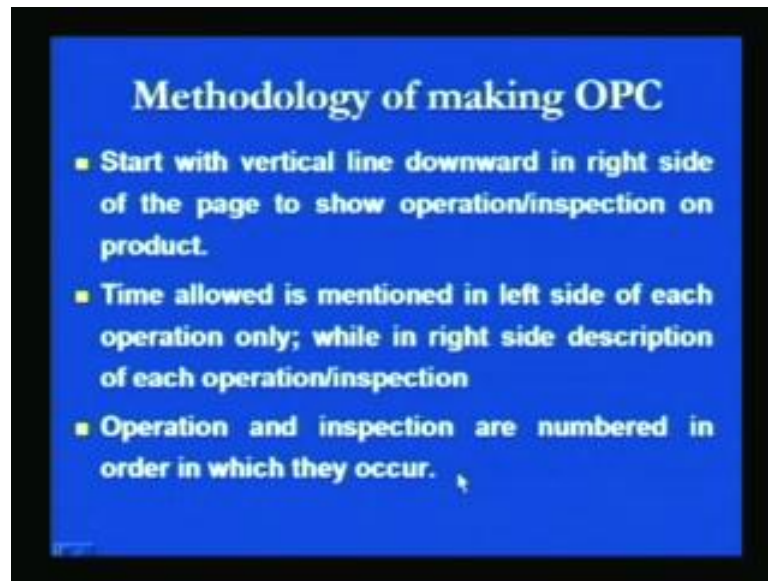 Methodology of making OPC
Start with vertical line downward in right side
of the page to show operation/inspection on
product.
Time allowed is mentioned in left side of each
operation only; while in right side description
of each operation/inspection
Operation and inspection are numbered in
order in which they occur.